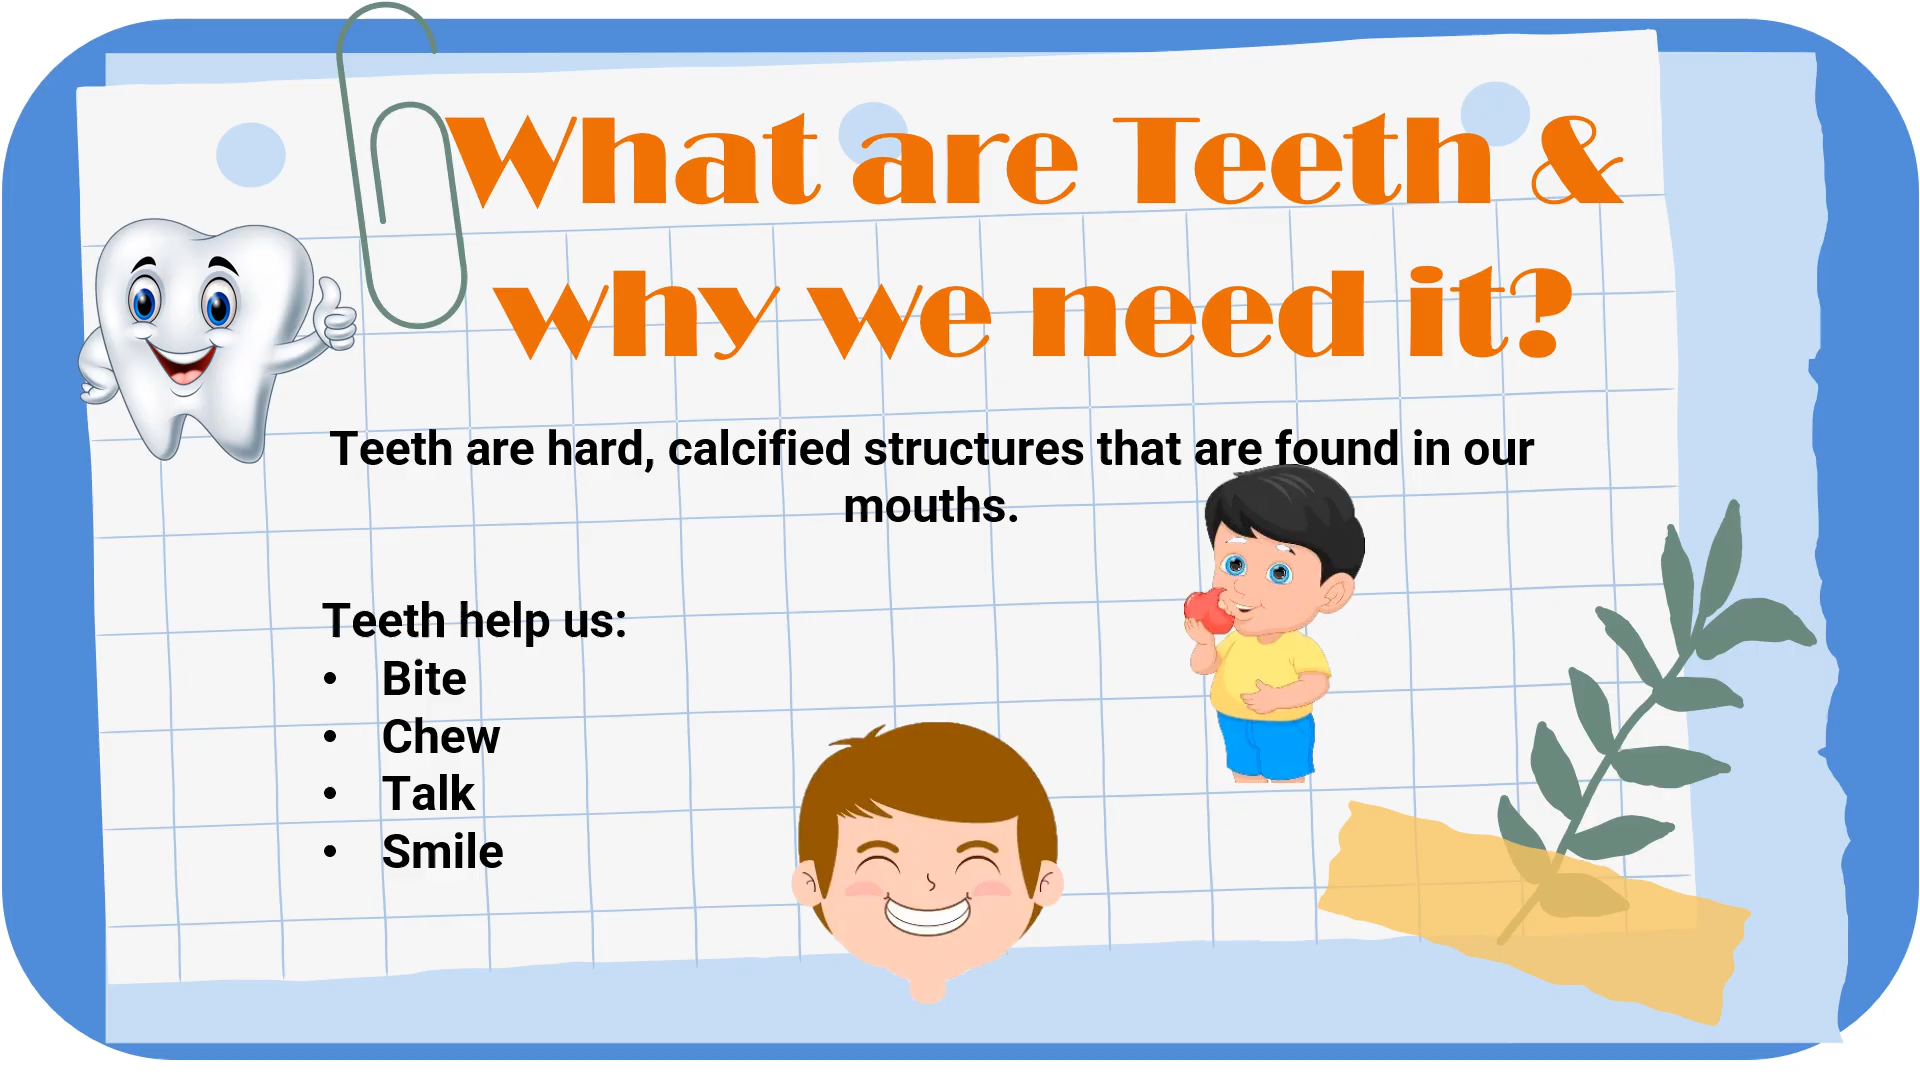 What are Teeth &
why we need it?
Teeth are hard, calcified structures that are found in our
mouths.
Teeth help us:
• Bite
• Chew
• Talk
• Smile